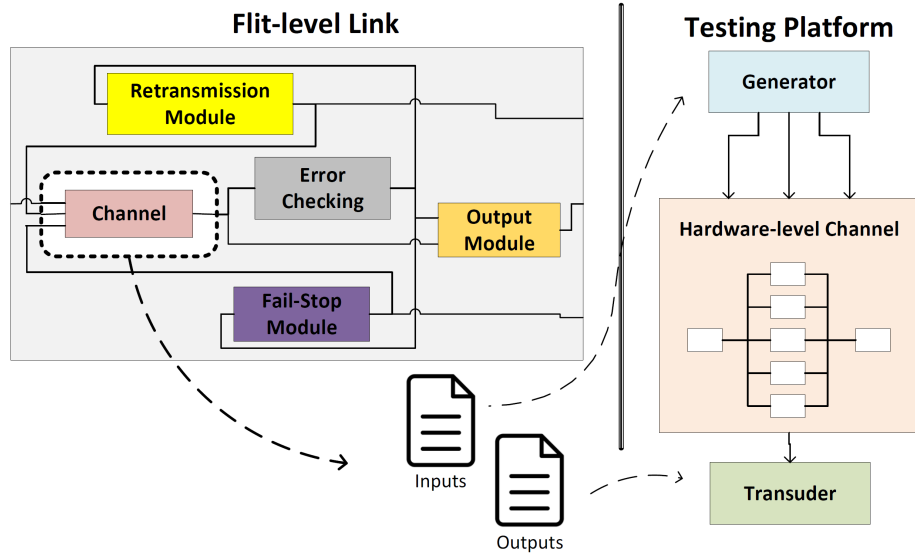 Flit-level Link
Retransmission
Module
Error
Checking
Channel
Output
Module
Fail-Stop
Module
Inputs
Outputs
Testing Platform
Generator
Hardware-level Channel
Transuder